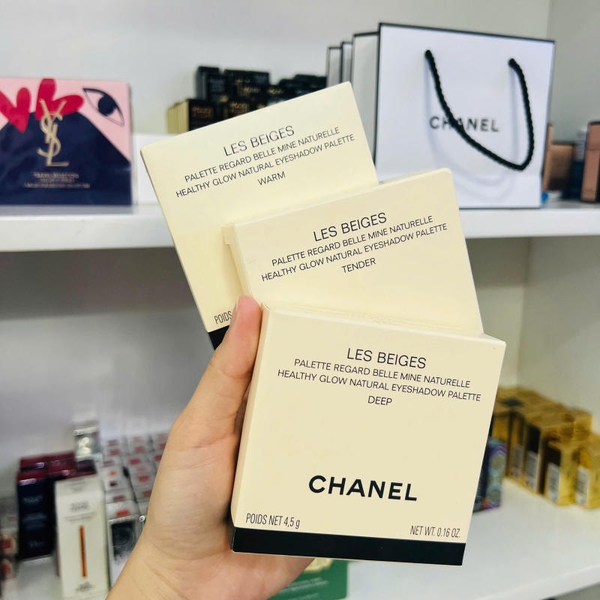 YSL
CHANEL
LES BEIGES
PALETTE REGARD BELLE MINE NATURELLE
HEALTHY GLOW NATURAL EYESHADOW PALETTE
WARM
POIDS
LES BEIGES
PALETTE REGARD BELLE MINE NATURELLE
HEALTHY GLOW NATURAL EYESHADOW PALETTE
TENDER
LES BEIGES
PALETTE REGARD BELLE MINE NATURELLE
HEALTHY GLOW NATURAL EYESHADOW PALETTE
DEEP
CHANEL
POIDS NET 4,5 g
NET WT. 0.16 OZ.